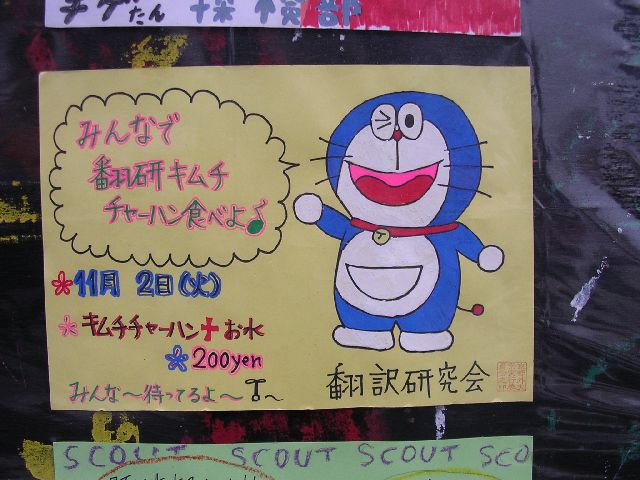 みんなで
翻研キムチ
チャーハン食べよ♪
11月 2日(火)
キムチチャーハン+お水
200yen
みんな〜待ってるよ〜
翻訳研究会
SCOUT SCOUT SCOUT SCO